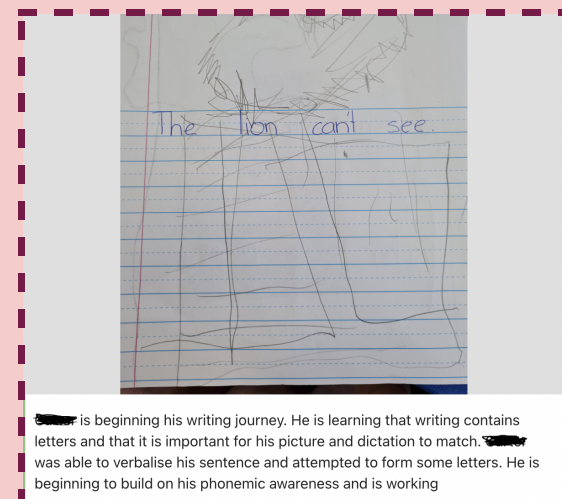 The lion can't see.
is beginning his writing journey. He is learning that writing contains
letters and that it is important for his picture and dictation to match.
was able to verbalise his sentence and attempted to form some letters. He is
beginning to build on his phonemic awareness and is working